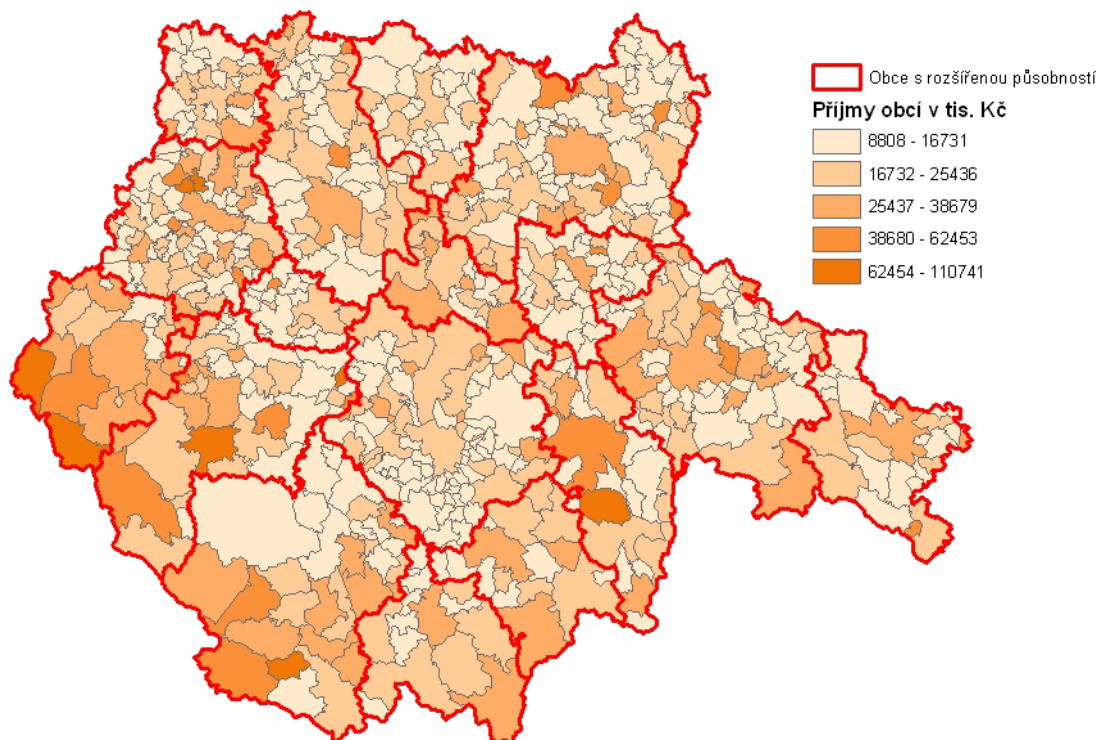 Obce s rozšířenou působností
Příjmy obcí v tis. Kč
8808 - 16731
16732 - 25436
25437 - 38679
38680 - 62453
62454 - 110741